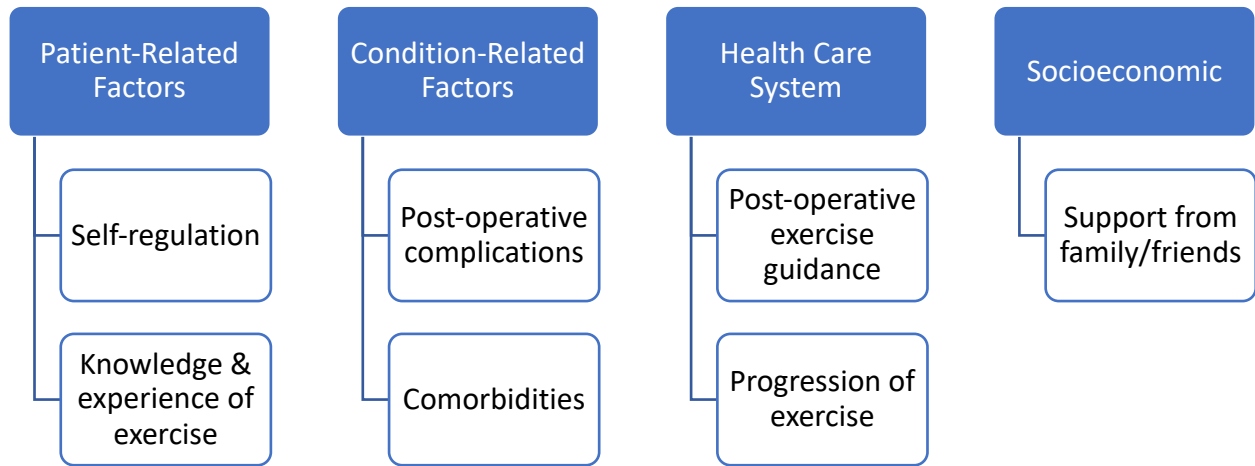 Patient-Related
Factors
Self-regulation
Knowledge &
experience of
exercise
Condition-Related
Factors
Post-operative
complications
Comorbidities
Health Care
System
Post-operative
exercise
guidance
Progression of
exercise
Socioeconomic
Support from
family/friends